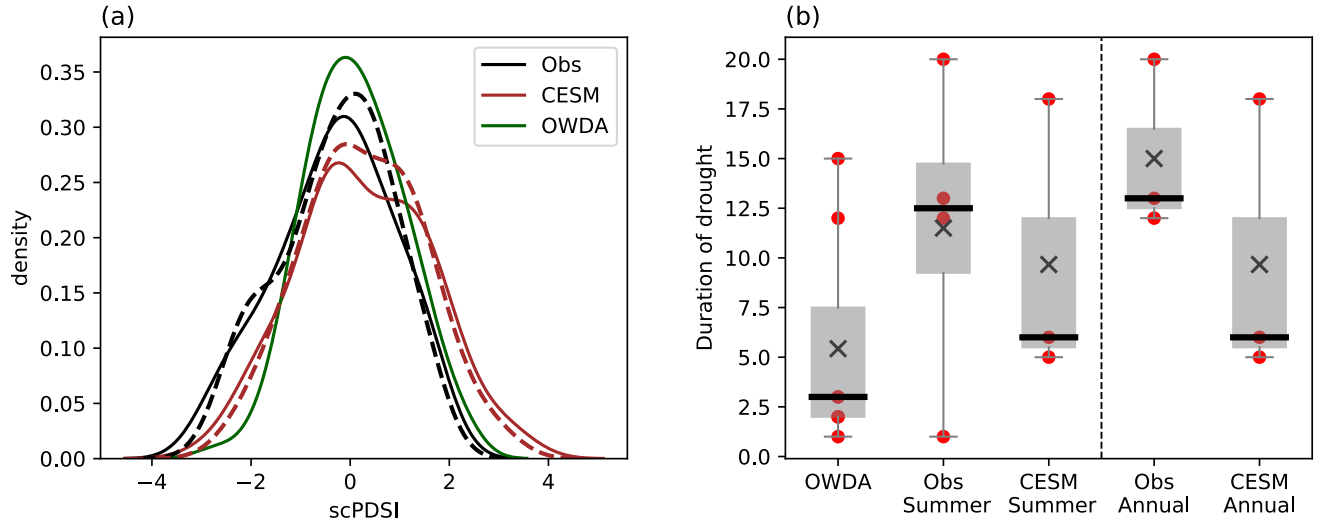 (a)
density
0.35
0.30
0.25
0.20
0.15
0.10
0.05
0.00
−4
−2
0
2
4
scPDSI
Obs
CESM
OWDA
(b)
Duration of drought
20.0
17.5
15.0
12.5
10.0
7.5
5.0
2.5
0.0
OWDA
Obs
Summer
CESM
Summer
Obs
Annual
CESM
Annual